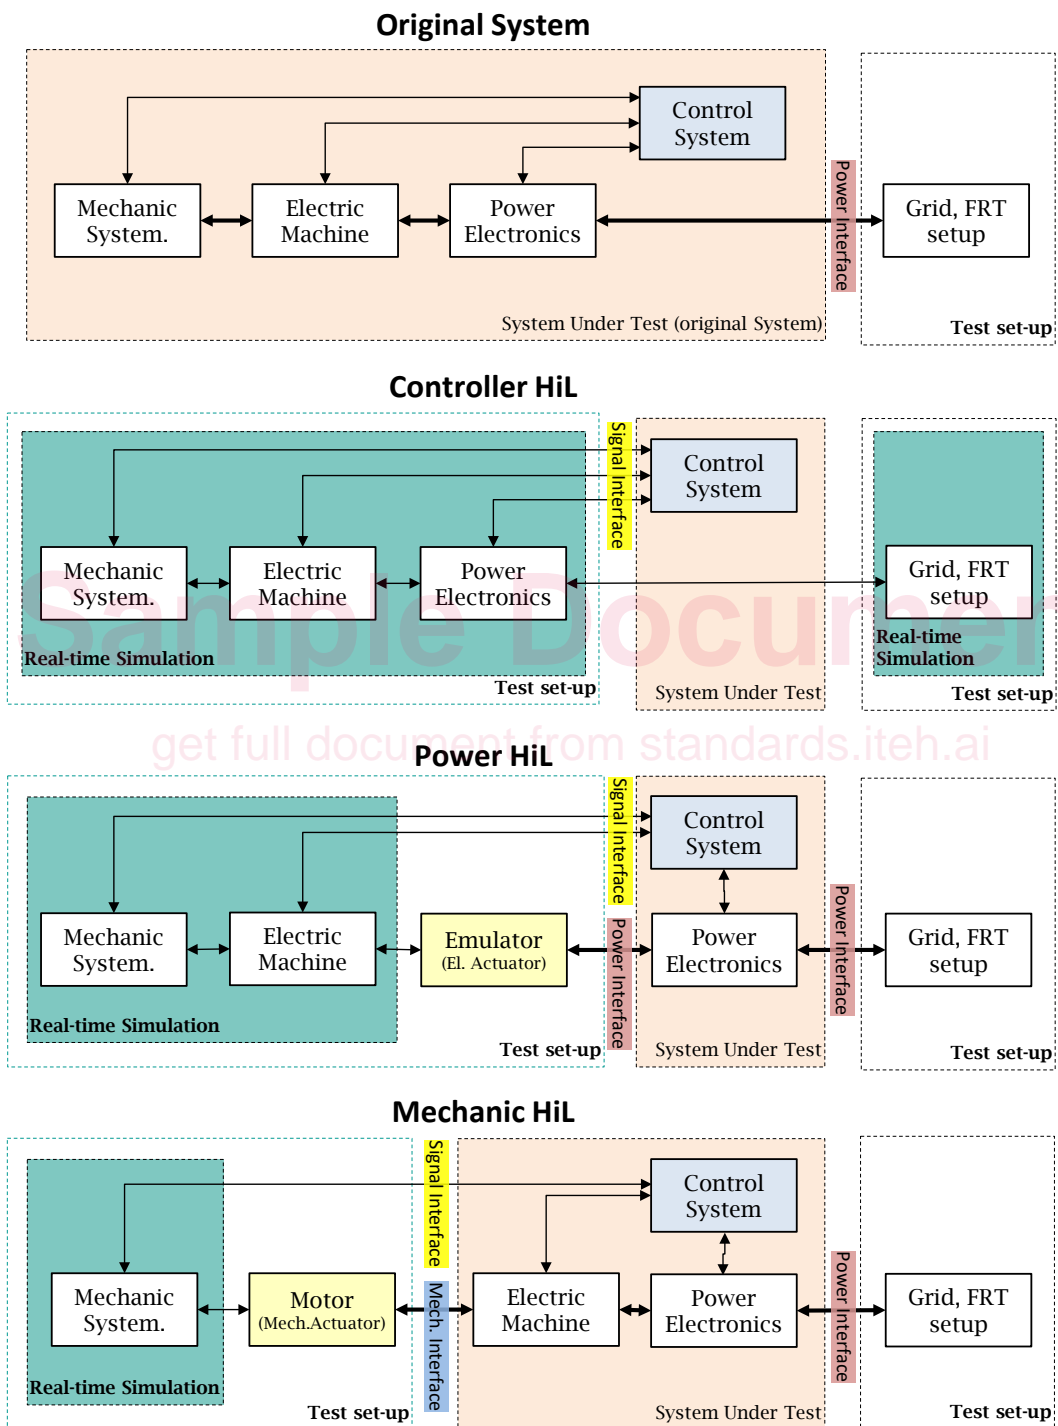 Original System
Control
System
Mechanic
System.
Electric
Machine
Power
Electronics
Power Interface
Grid, FRT
setup
System Under Test (original System)
Test set-up
Controller HiL
Signal Interface
Control
System
Mechanic
System.
Electric
Machine
Power
Electronics
Grid, FRT
setup
Real-time Simulation
Test set-up
System Under Test
Real-time
Simulation
Test set-up
Sample Documen
get full document from standards.iteh.ai
Power HiL
Signal Interface
Control
System
Mechanic
System.
Electric
Machine
Emulator
(El. Actuator)
Power Interface
Power
Electronics
Power Interface
Grid, FRT
setup
Real-time Simulation
Test set-up
System Under Test
Test set-up
Mechanic HiL
Signal Interface
Control
System
Mechanic
System.
Motor
(Mech.Actuator)
Mech. Interface
Electric
Machine
Power
Electronics
Power Interface
Grid, FRT
setup
Real-time Simulation
Test set-up
System Under Test
Test set-up